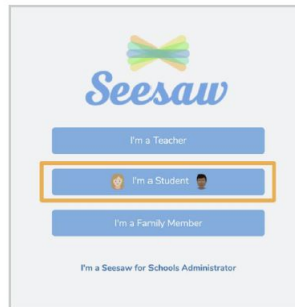 Seesaw
I'm a Teacher
I'm a Student
I'm a Family Member
I'm a Seesaw for Schools Administrator